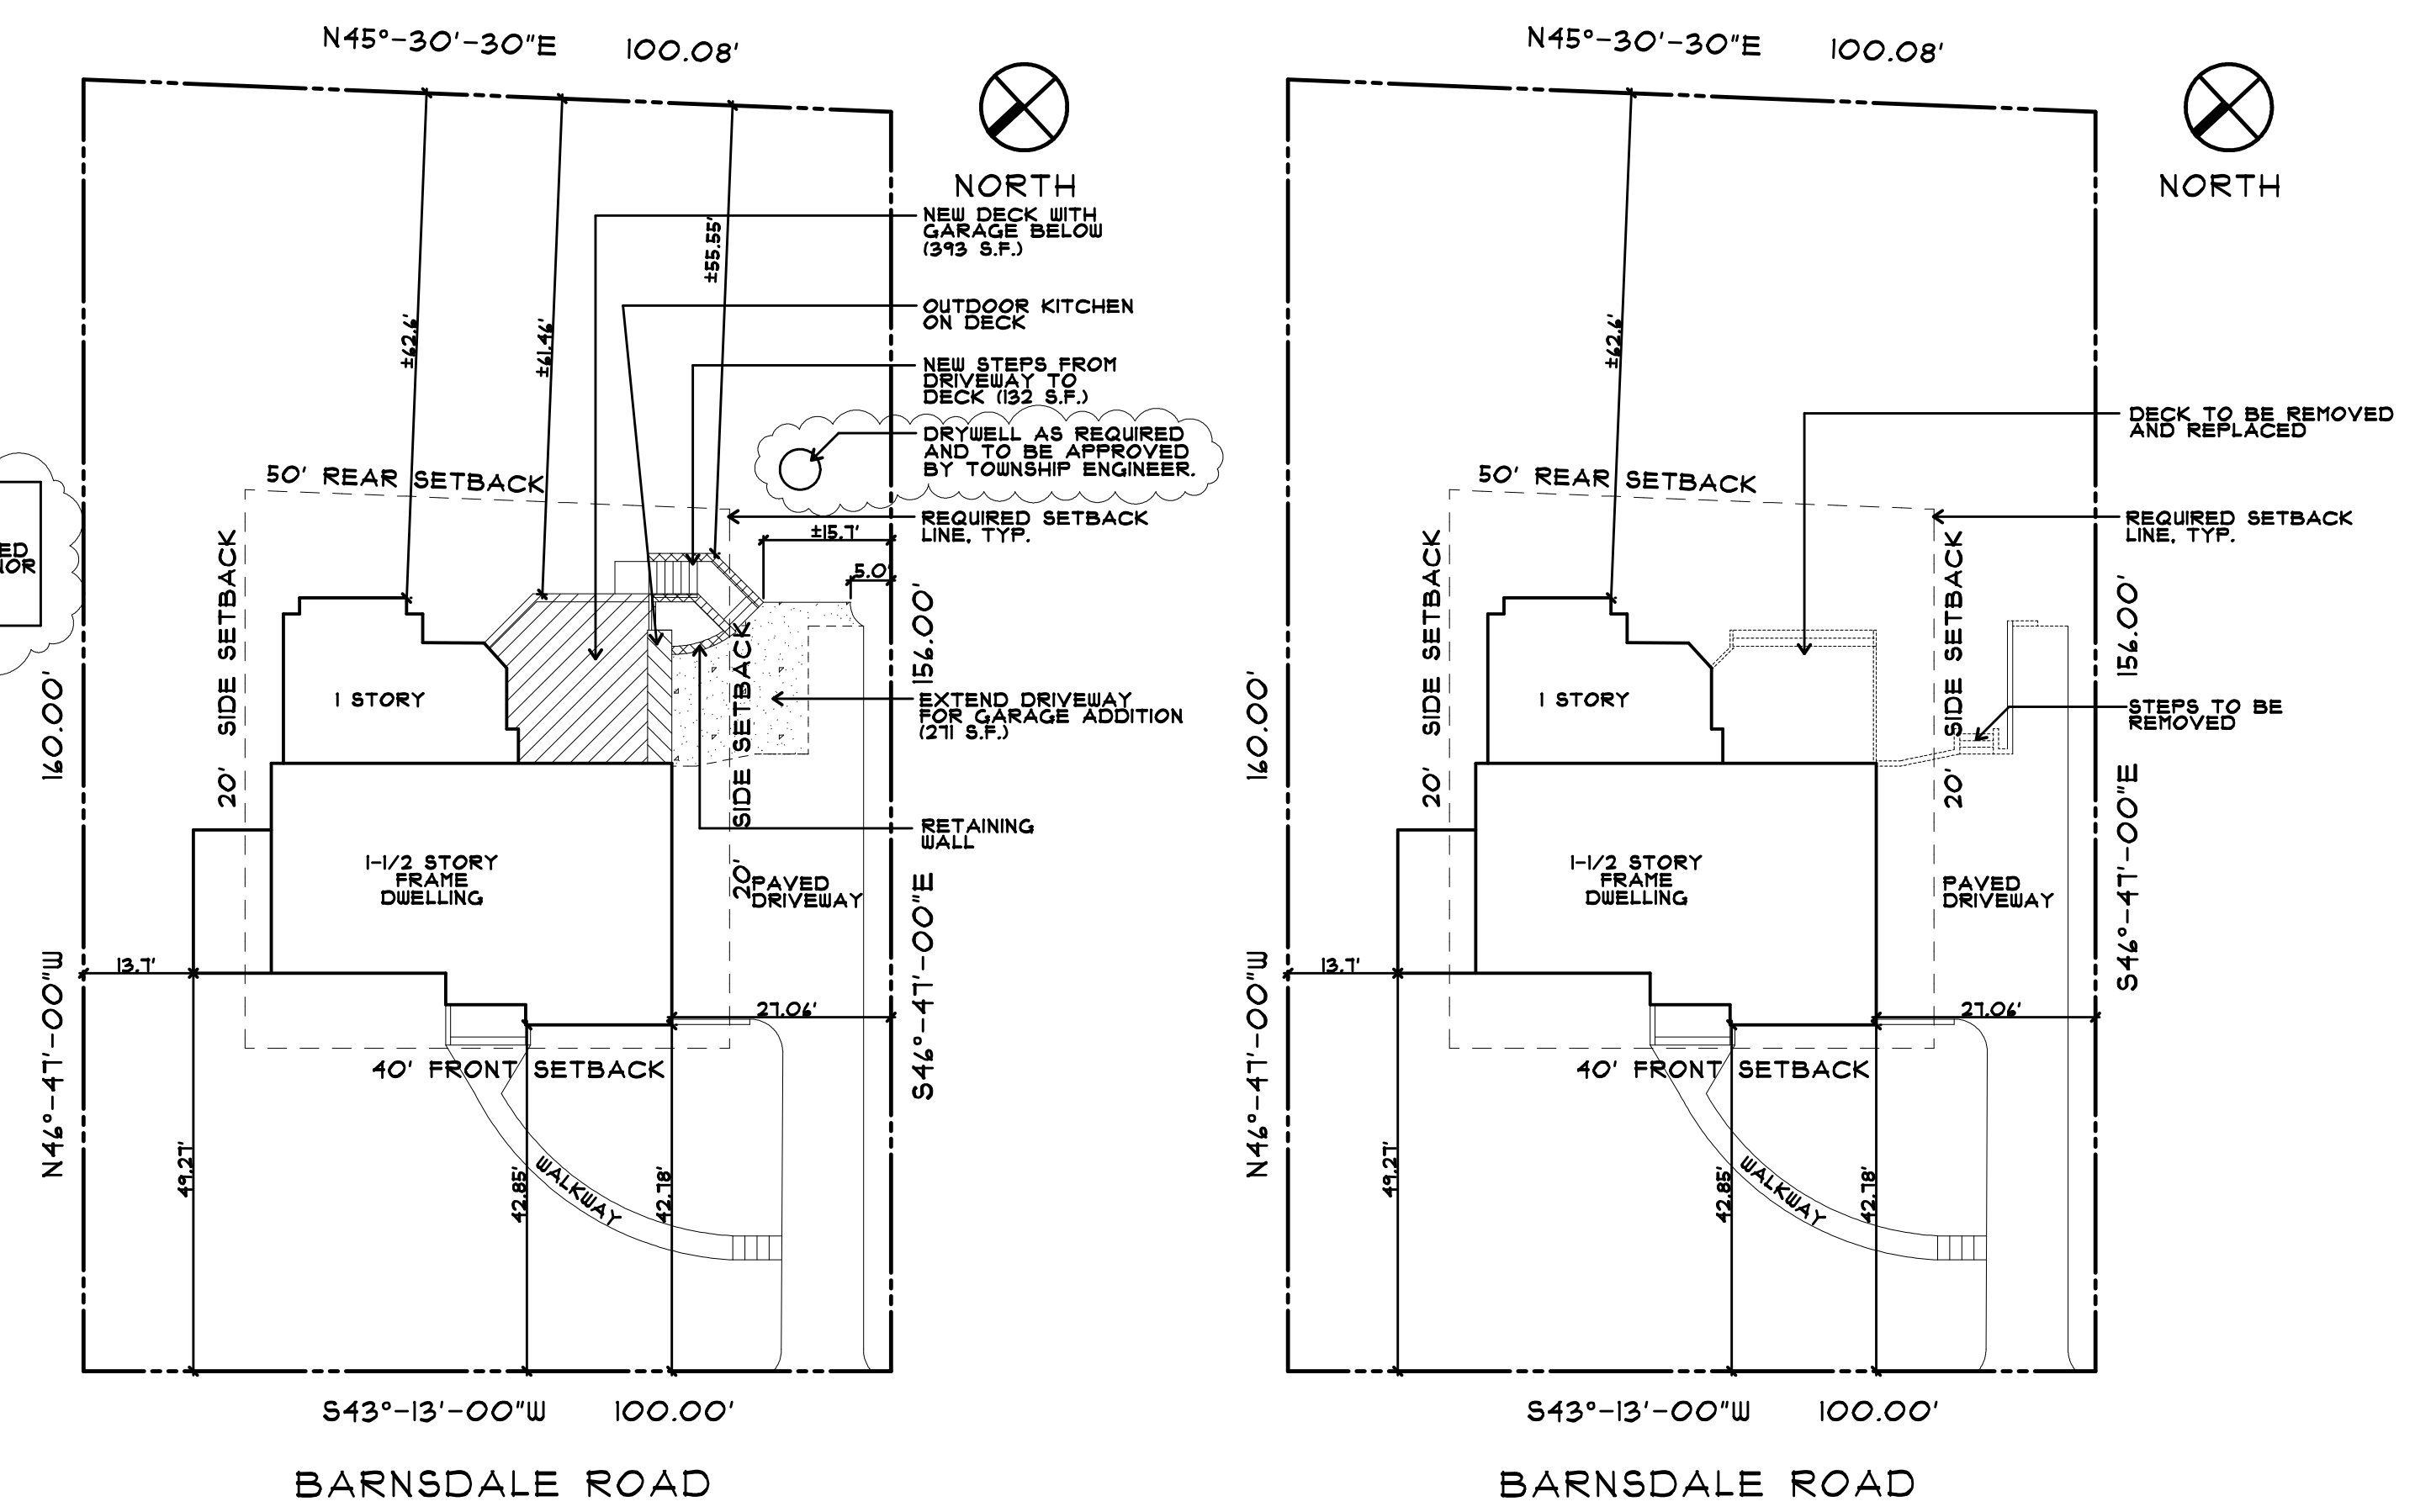 N45°-30'-30"E 100.08'
NORTH
NEW DECK WITH
GARAGE BELOW
(393 S.F.)
±55.55'
OUTDOOR KITCHEN
ON DECK
±62.6'
±61.46'
NEW STEPS FROM
DRIVEWAY TO
DECK (132 S.F.)
DRYWELL AS REQUIRED
AND TO BE APPROVED
BY TOWNSHIP ENGINEER.
50' REAR SETBACK
REQUIRED SETBACK
LINE, TYP.
±15.7'
5.0'
20' SIDE SETBACK
20' SIDE SETBACK
156.00'
160.00'
1 STORY
EXTEND DRIVEWAY
FOR GARAGE ADDITION
(271 S.F.)
RETAINING
WALL
1-1/2 STORY
FRAME
DWELLING
PAVED
DRIVEWAY
S46°-47'-00"E
N46°-47'-00"W
13.7'
27.06'
40' FRONT SETBACK
49.27'
42.85'
42.78'
WALKWAY
S43°-13'-00"W 100.00'
BARNSDALE ROAD
N45°-30'-30"E 100.08'
NORTH
±62.6'
DECK TO BE REMOVED
AND REPLACED
50' REAR SETBACK
REQUIRED SETBACK
LINE, TYP.
20' SIDE SETBACK
20' SIDE SETBACK
156.00'
160.00'
1 STORY
STEPS TO BE
REMOVED
1-1/2 STORY
FRAME
DWELLING
PAVED
DRIVEWAY
S46°-47'-00"E
N46°-47'-00"W
13.7'
27.06'
40' FRONT SETBACK
49.27'
42.85'
42.78'
WALKWAY
S43°-13'-00"W 100.00'
BARNSDALE ROAD